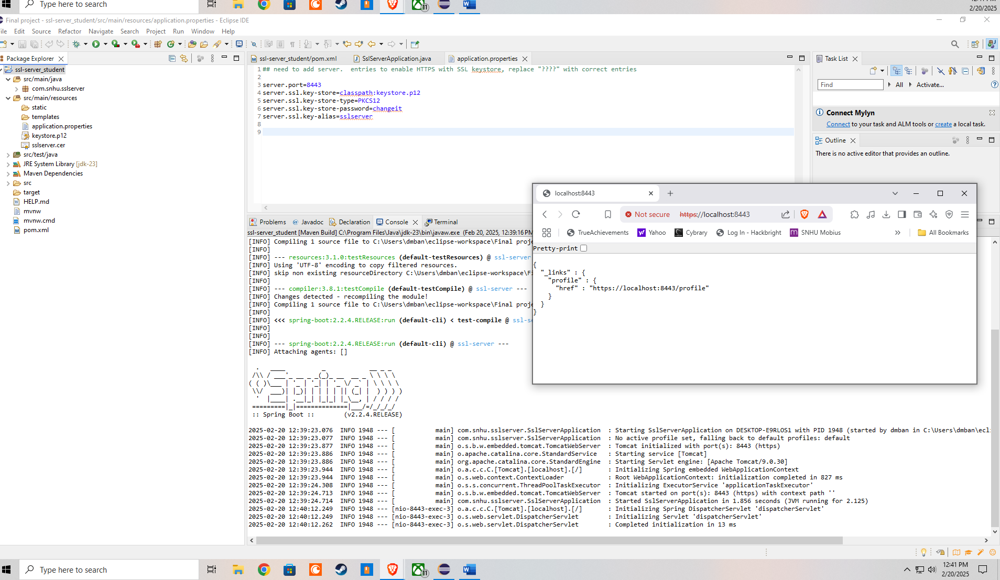 Type here to search
11
2/20/2025
Final project - ssl-server_student/src/main/resources/application.properties - Eclipse IDE
Edit Source Refactor Navigate Search Project Run Window Help
Package Explorer
ssl-server_student
src/main/java
com.snhu.sslserver
src/main/resources
static
templates
application.properties
keystore.p12
sslserver.cer
src/test/java
JRE System Library [jdk-23]
Maven Dependencies
src
target
HELP.md
mvnw
mvnw.cmd
pom.xml
ssl-server_student/pom.xml SslServerApplication.java application.properties
1 ## need to add server.  entries to enable HTTPS with SSL keystore, replace "????" with correct entries
2
3 server.port=8443
4 server.ssl.key-store=classpath:keystore.p12
5 server.ssl.key-store-type=PKCS12
6 server.ssl.key-store-password=changeit
7 server.ssl.key-alias=sslserver
8
9
Task List
Find All Activate...
Connect Mylyn
Connect to your task and ALM tools or create a local task.
Outline
There is no active editor that provides an outline.
localhost:8443
Not secure https://localhost:8443
TrueAchievements Yahoo Cybrary Log In - Hackbright SNHU Mobius All Bookmarks
Pretty-print
{
  "_links" : {
    "profile" : {
      "href" : "https://localhost:8443/profile"
    }
  }
}
Problems Javadoc Declaration Console Terminal
ssl-server_student [Maven Build] C:\Program Files\Java\jdk-23\bin\javaw.exe (Feb 20, 2025, 12:39:16 PM
[INFO] Compiling 1 source file to C:\Users\dmban\eclipse-workspace\Final proje
[INFO]
[INFO] --- resources:3.1.0:testResources (default-testResources) @ ssl-server
[INFO] Using 'UTF-8' encoding to copy filtered resources.
[INFO] skip non existing resourceDirectory C:\Users\dmban\eclipse-workspace\Fi
[INFO]
[INFO] --- compiler:3.8.1:testCompile (default-testCompile) @ ssl-server ---
[INFO] Changes detected - recompiling the module!
[INFO] Compiling 1 source file to C:\Users\dmban\eclipse-workspace\Final proje
[INFO]
[INFO] <<< spring-boot:2.2.4.RELEASE:run (default-cli) < test-compile @ ssl-se
[INFO]
[INFO]
[INFO] --- spring-boot:2.2.4.RELEASE:run (default-cli) @ ssl-server ---
[INFO] Attaching agents: []
Spring
:: Spring Boot ::        (v2.2.4.RELEASE)
2025-02-20 12:39:23.076  INFO 1948 --- [           main] com.snhu.sslserver.SslServerApplication  : Starting SslServerApplication on DESKTOP-E9RLOS1 with PID 1948 (started by dmban in C:\Users\dmban\ecli
2025-02-20 12:39:23.077  INFO 1948 --- [           main] com.snhu.sslserver.SslServerApplication  : No active profile set, falling back to default profiles: default
2025-02-20 12:39:23.877  INFO 1948 --- [           main] o.s.b.w.embedded.tomcat.TomcatWebServer  : Tomcat initialized with port(s): 8443 (https)
2025-02-20 12:39:23.886  INFO 1948 --- [           main] o.apache.catalina.core.StandardService   : Starting service [Tomcat]
2025-02-20 12:39:23.886  INFO 1948 --- [           main] org.apache.catalina.core.StandardEngine  : Starting Servlet engine: [Apache Tomcat/9.0.30]
2025-02-20 12:39:23.944  INFO 1948 --- [           main] o.a.c.c.C.[Tomcat].[localhost].[/]       : Initializing Spring embedded WebApplicationContext
2025-02-20 12:39:23.944  INFO 1948 --- [           main] o.s.web.context.ContextLoader            : Root WebApplicationContext: initialization completed in 827 ms
2025-02-20 12:39:24.308  INFO 1948 --- [           main] o.s.s.concurrent.ThreadPoolTaskExecutor  : Initializing ExecutorService 'applicationTaskExecutor'
2025-02-20 12:39:24.713  INFO 1948 --- [           main] o.s.b.w.embedded.tomcat.TomcatWebServer  : Tomcat started on port(s): 8443 (https) with context path ''
2025-02-20 12:39:24.714  INFO 1948 --- [           main] com.snhu.sslserver.SslServerApplication  : Started SslServerApplication in 1.856 seconds (JVM running for 2.125)
2025-02-20 12:40:12.249  INFO 1948 --- [nio-8443-exec-3] o.a.c.c.C.[Tomcat].[localhost].[/]       : Initializing Spring DispatcherServlet 'dispatcherServlet'
2025-02-20 12:40:12.249  INFO 1948 --- [nio-8443-exec-3] o.s.web.servlet.DispatcherServlet        : Initializing Servlet 'dispatcherServlet'
2025-02-20 12:40:12.262  INFO 1948 --- [nio-8443-exec-3] o.s.web.servlet.DispatcherServlet        : Completed initialization in 13 ms
Type here to search
11
12:41 PM
2/20/2025